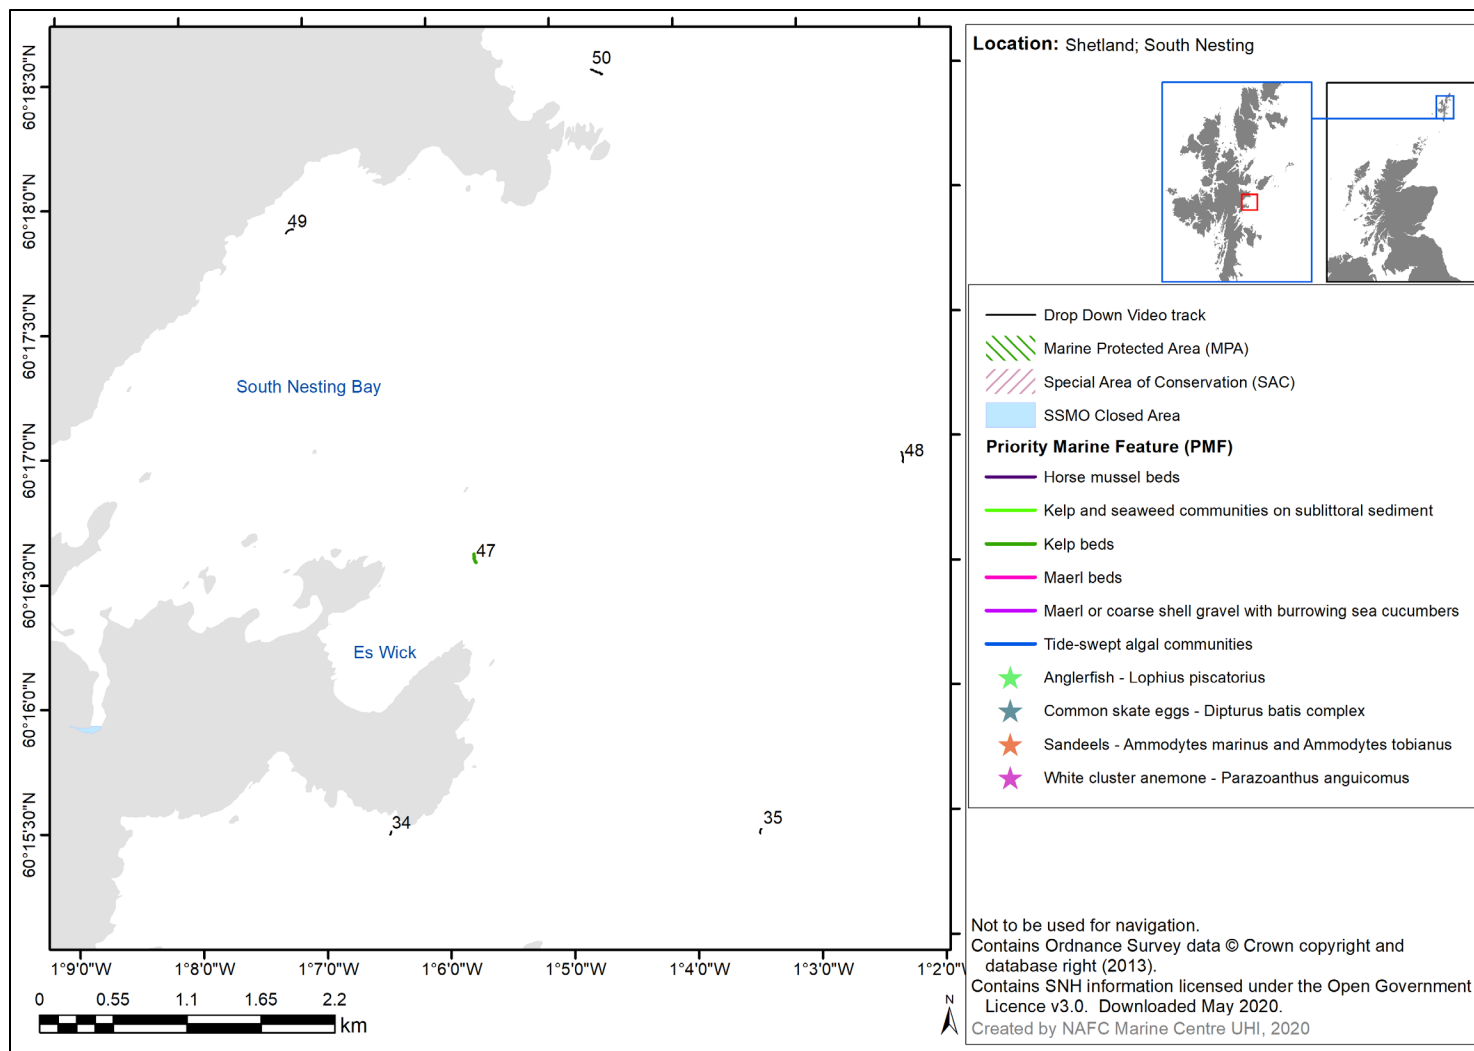 Location: Shetland; South Nesting
50
49
South Nesting Bay
48
47
Es Wick
34
35
60°18'30"N
60°18'0"N
60°17'30"N
60°17'0"N
60°16'30"N
60°16'0"N
60°15'30"N
1°9'0"W
1°8'0"W
1°7'0"W
1°6'0"W
1°5'0"W
1°4'0"W
1°3'0"W
1°2'0"W
0 0.55 1.1 1.65 2.2
km
N
Drop Down Video track
Marine Protected Area (MPA)
Special Area of Conservation (SAC)
SSMO Closed Area
Priority Marine Feature (PMF)
Horse mussel beds
Kelp and seaweed communities on sublittoral sediment
Kelp beds
Maerl beds
Maerl or coarse shell gravel with burrowing sea cucumbers
Tide-swept algal communities
Anglerfish - Lophius piscatorius
Common skate eggs - Dipturus batis complex
Sandeels - Ammodytes marinus and Ammodytes tobianus
White cluster anemone - Parazoanthus anguicomus
Not to be used for navigation.
Contains Ordnance Survey data © Crown copyright and
database right (2013).
Contains SNH information licensed under the Open Government
Licence v3.0. Downloaded May 2020.
Created by NAFC Marine Centre UHI, 2020